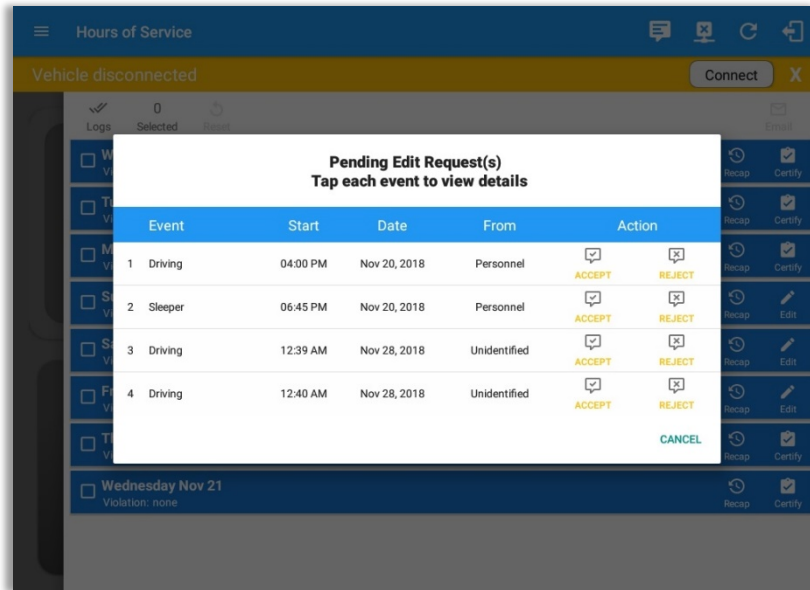 Hours of Service
Vehicle disconnected
Connect
X
Logs
0
Selected
Reset
Email
Pending Edit Request(s)
Tap each event to view details
Event Start Date From Action
1 Driving 04:00 PM Nov 20, 2018 Personnel ACCEPT REJECT
2 Sleeper 06:45 PM Nov 20, 2018 Personnel ACCEPT REJECT
3 Driving 12:39 AM Nov 28, 2018 Unidentified ACCEPT REJECT
4 Driving 12:40 AM Nov 28, 2018 Unidentified ACCEPT REJECT
CANCEL
Recap Certify
Recap Certify
Recap Certify
Recap Edit
Recap Edit
Recap Edit
Recap Certify
Wednesday Nov 21
Violation: none
Recap Certify